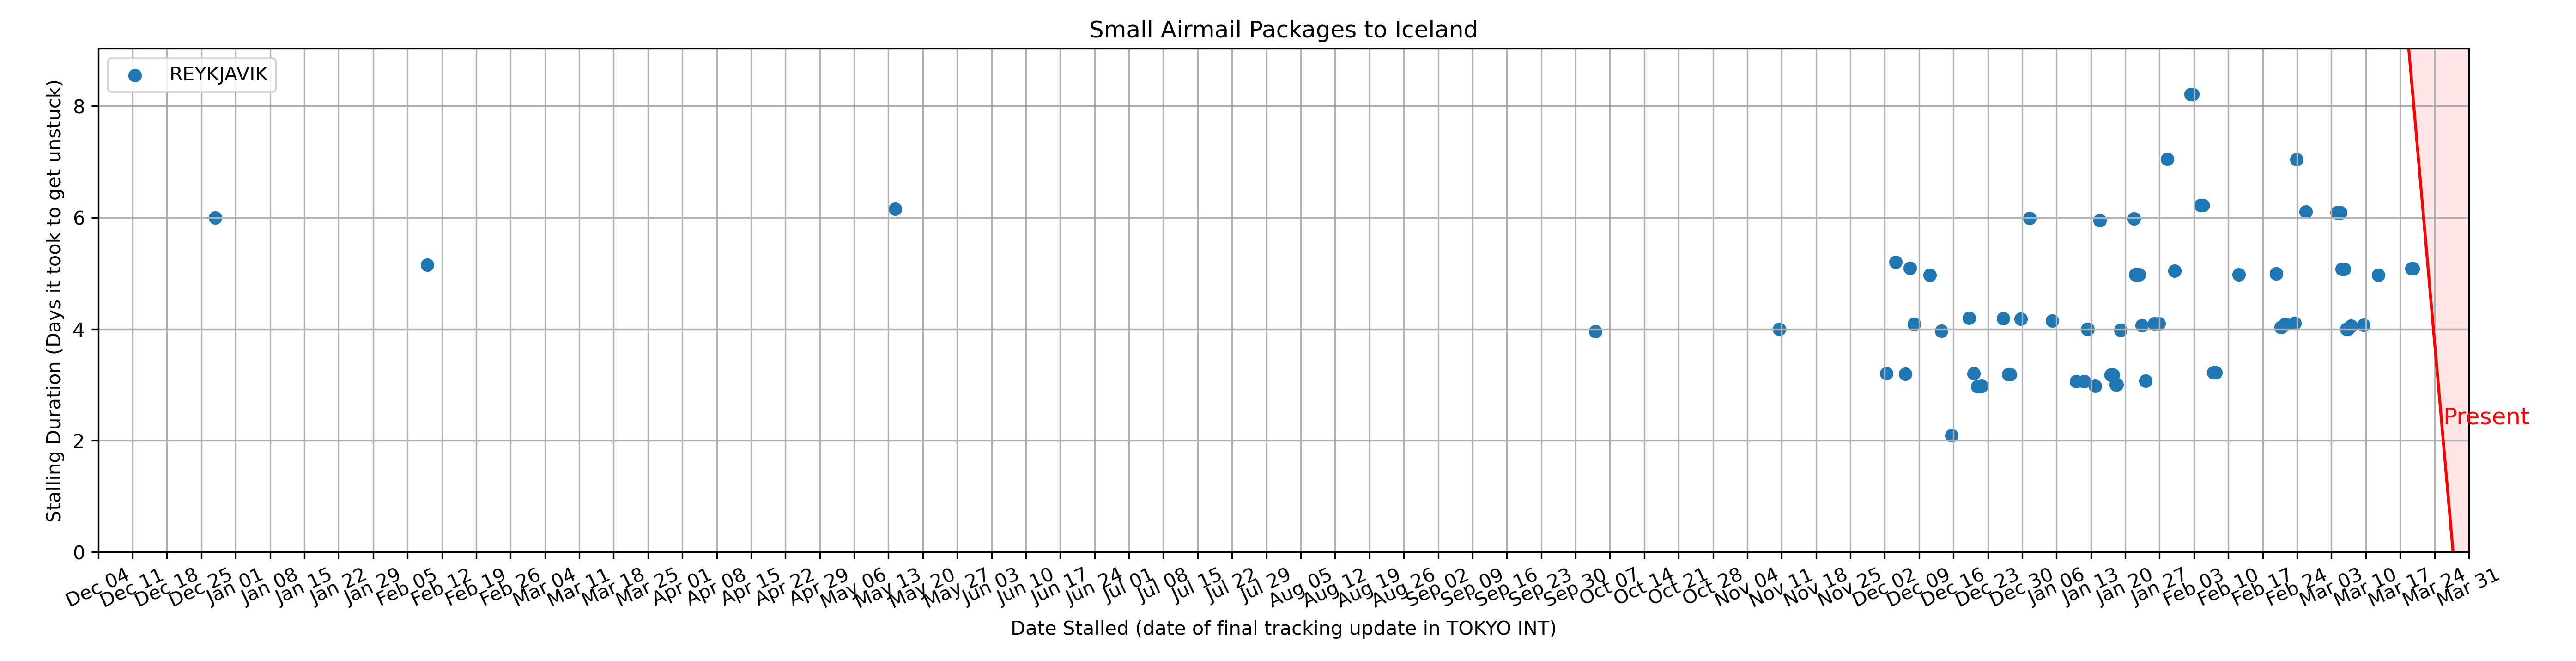 Small Airmail Packages to Iceland
REYKJAVIK
Stalling Duration (Days it took to get unstuck)
8
6
4
2
0
Present
Dec 04 Dec 11 Dec 18 Dec 25 Jan 01 Jan 08 Jan 15 Jan 22 Jan 29 Feb 05 Feb 12 Feb 19 Feb 26 Mar 04 Mar 11 Mar 18 Mar 25 Apr 01 Apr 08 Apr 15 Apr 22 Apr 29 May 06 May 13 May 20 May 27 Jun 03 Jun 10 Jun 17 Jun 24 Jul 01 Jul 08 Jul 15 Jul 22 Jul 29 Aug 05 Aug 12 Aug 19 Aug 26 Sep 02 Sep 09 Sep 16 Sep 23 Sep 30 Oct 07 Oct 14 Oct 21 Oct 28 Nov 04 Nov 11 Nov 18 Nov 25 Dec 02 Dec 09 Dec 16 Dec 23 Dec 30 Jan 06 Jan 13 Jan 20 Jan 27 Feb 03 Feb 10 Feb 17 Feb 24 Mar 03 Mar 10 Mar 17 Mar 24 Mar 31
Date Stalled (date of final tracking update in TOKYO INT)